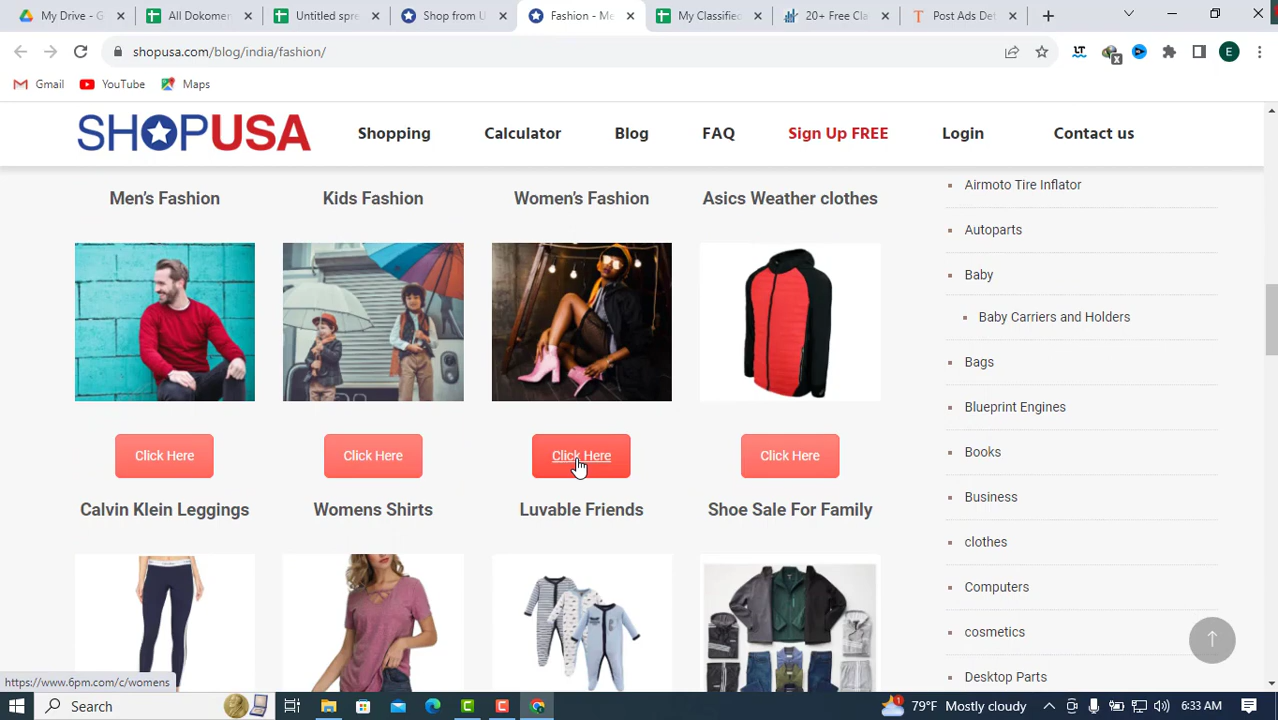 My Drive - G
All Dokome
Untitled spre
Shop from U
Fashion - Me
My Classifie
20+ Free Cla
Post Ads Det
shopusa.com/blog/india/fashion/
Gmail
YouTube
Maps
SHOPUSA
Shopping
Calculator
Blog
FAQ
Sign Up FREE
Login
Contact us
Men's Fashion
Kids Fashion
Women's Fashion
Asics Weather clothes
Click Here
Click Here
Click Here
Click Here
Calvin Klein Leggings
Womens Shirts
Luvable Friends
Shoe Sale For Family
Airmoto Tire Inflator
Autoparts
Baby
Baby Carriers and Holders
Bags
Blueprint Engines
Books
Business
clothes
Computers
cosmetics
Desktop Parts
https://www.6pm.com/c/womens
Search
79°F Mostly cloudy
6:33 AM